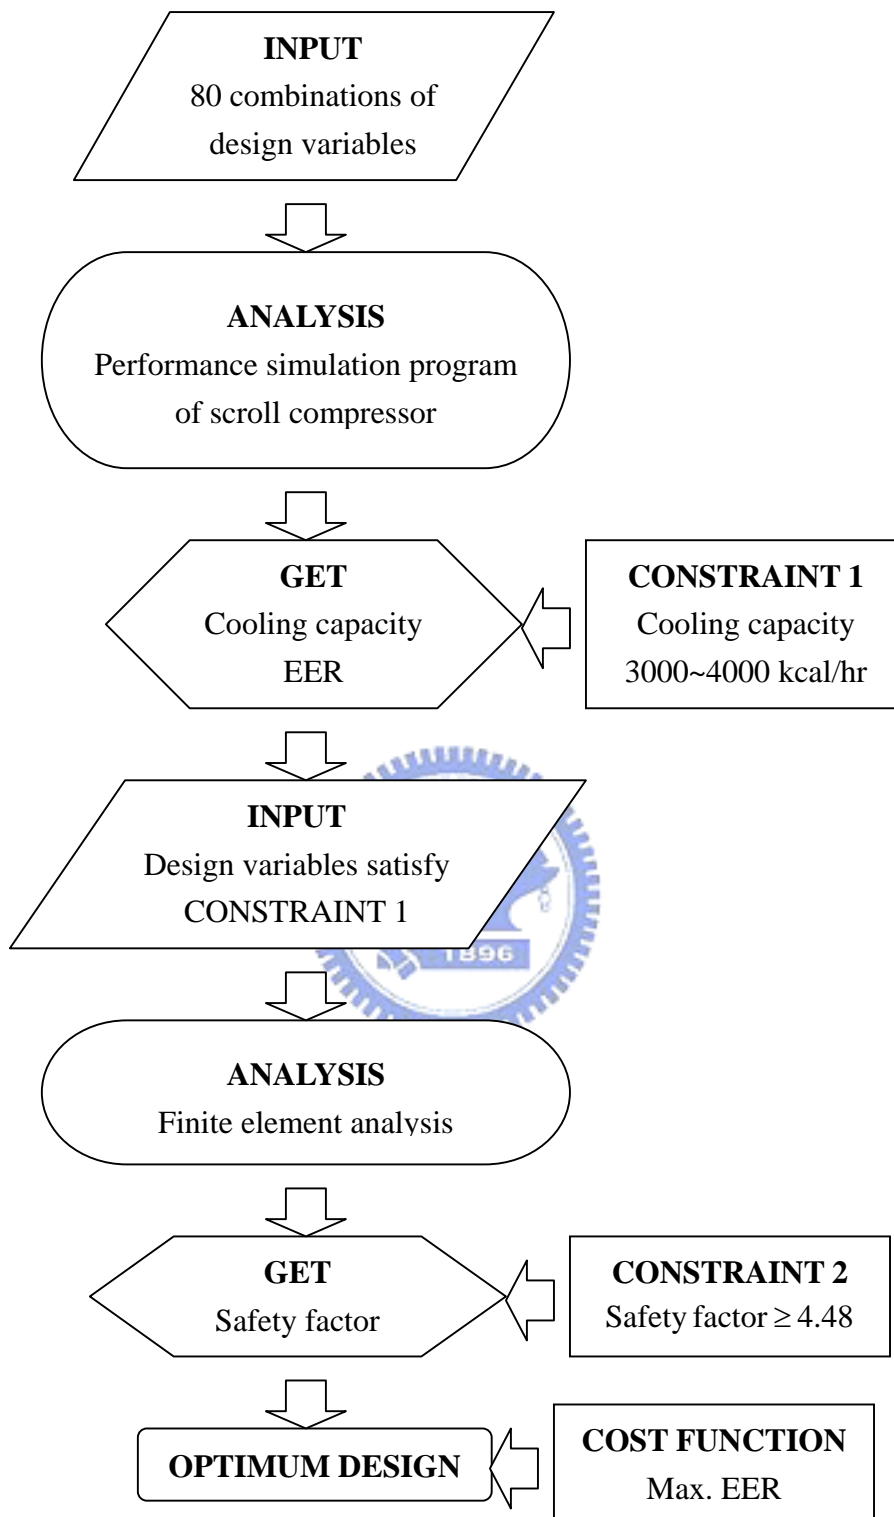 INPUT
80 combinations of
design variables
ANALYSIS
Performance simulation program
of scroll compressor
GET
Cooling capacity
EER
CONSTRAINT 1
Cooling capacity
3000~4000 kcal/hr
INPUT
Design variables satisfy
CONSTRAINT 1
1896
ANALYSIS
Finite element analysis
GET
Safety factor
CONSTRAINT 2
Safety factor ≥ 4.48
OPTIMUM DESIGN
COST FUNCTION
Max. EER